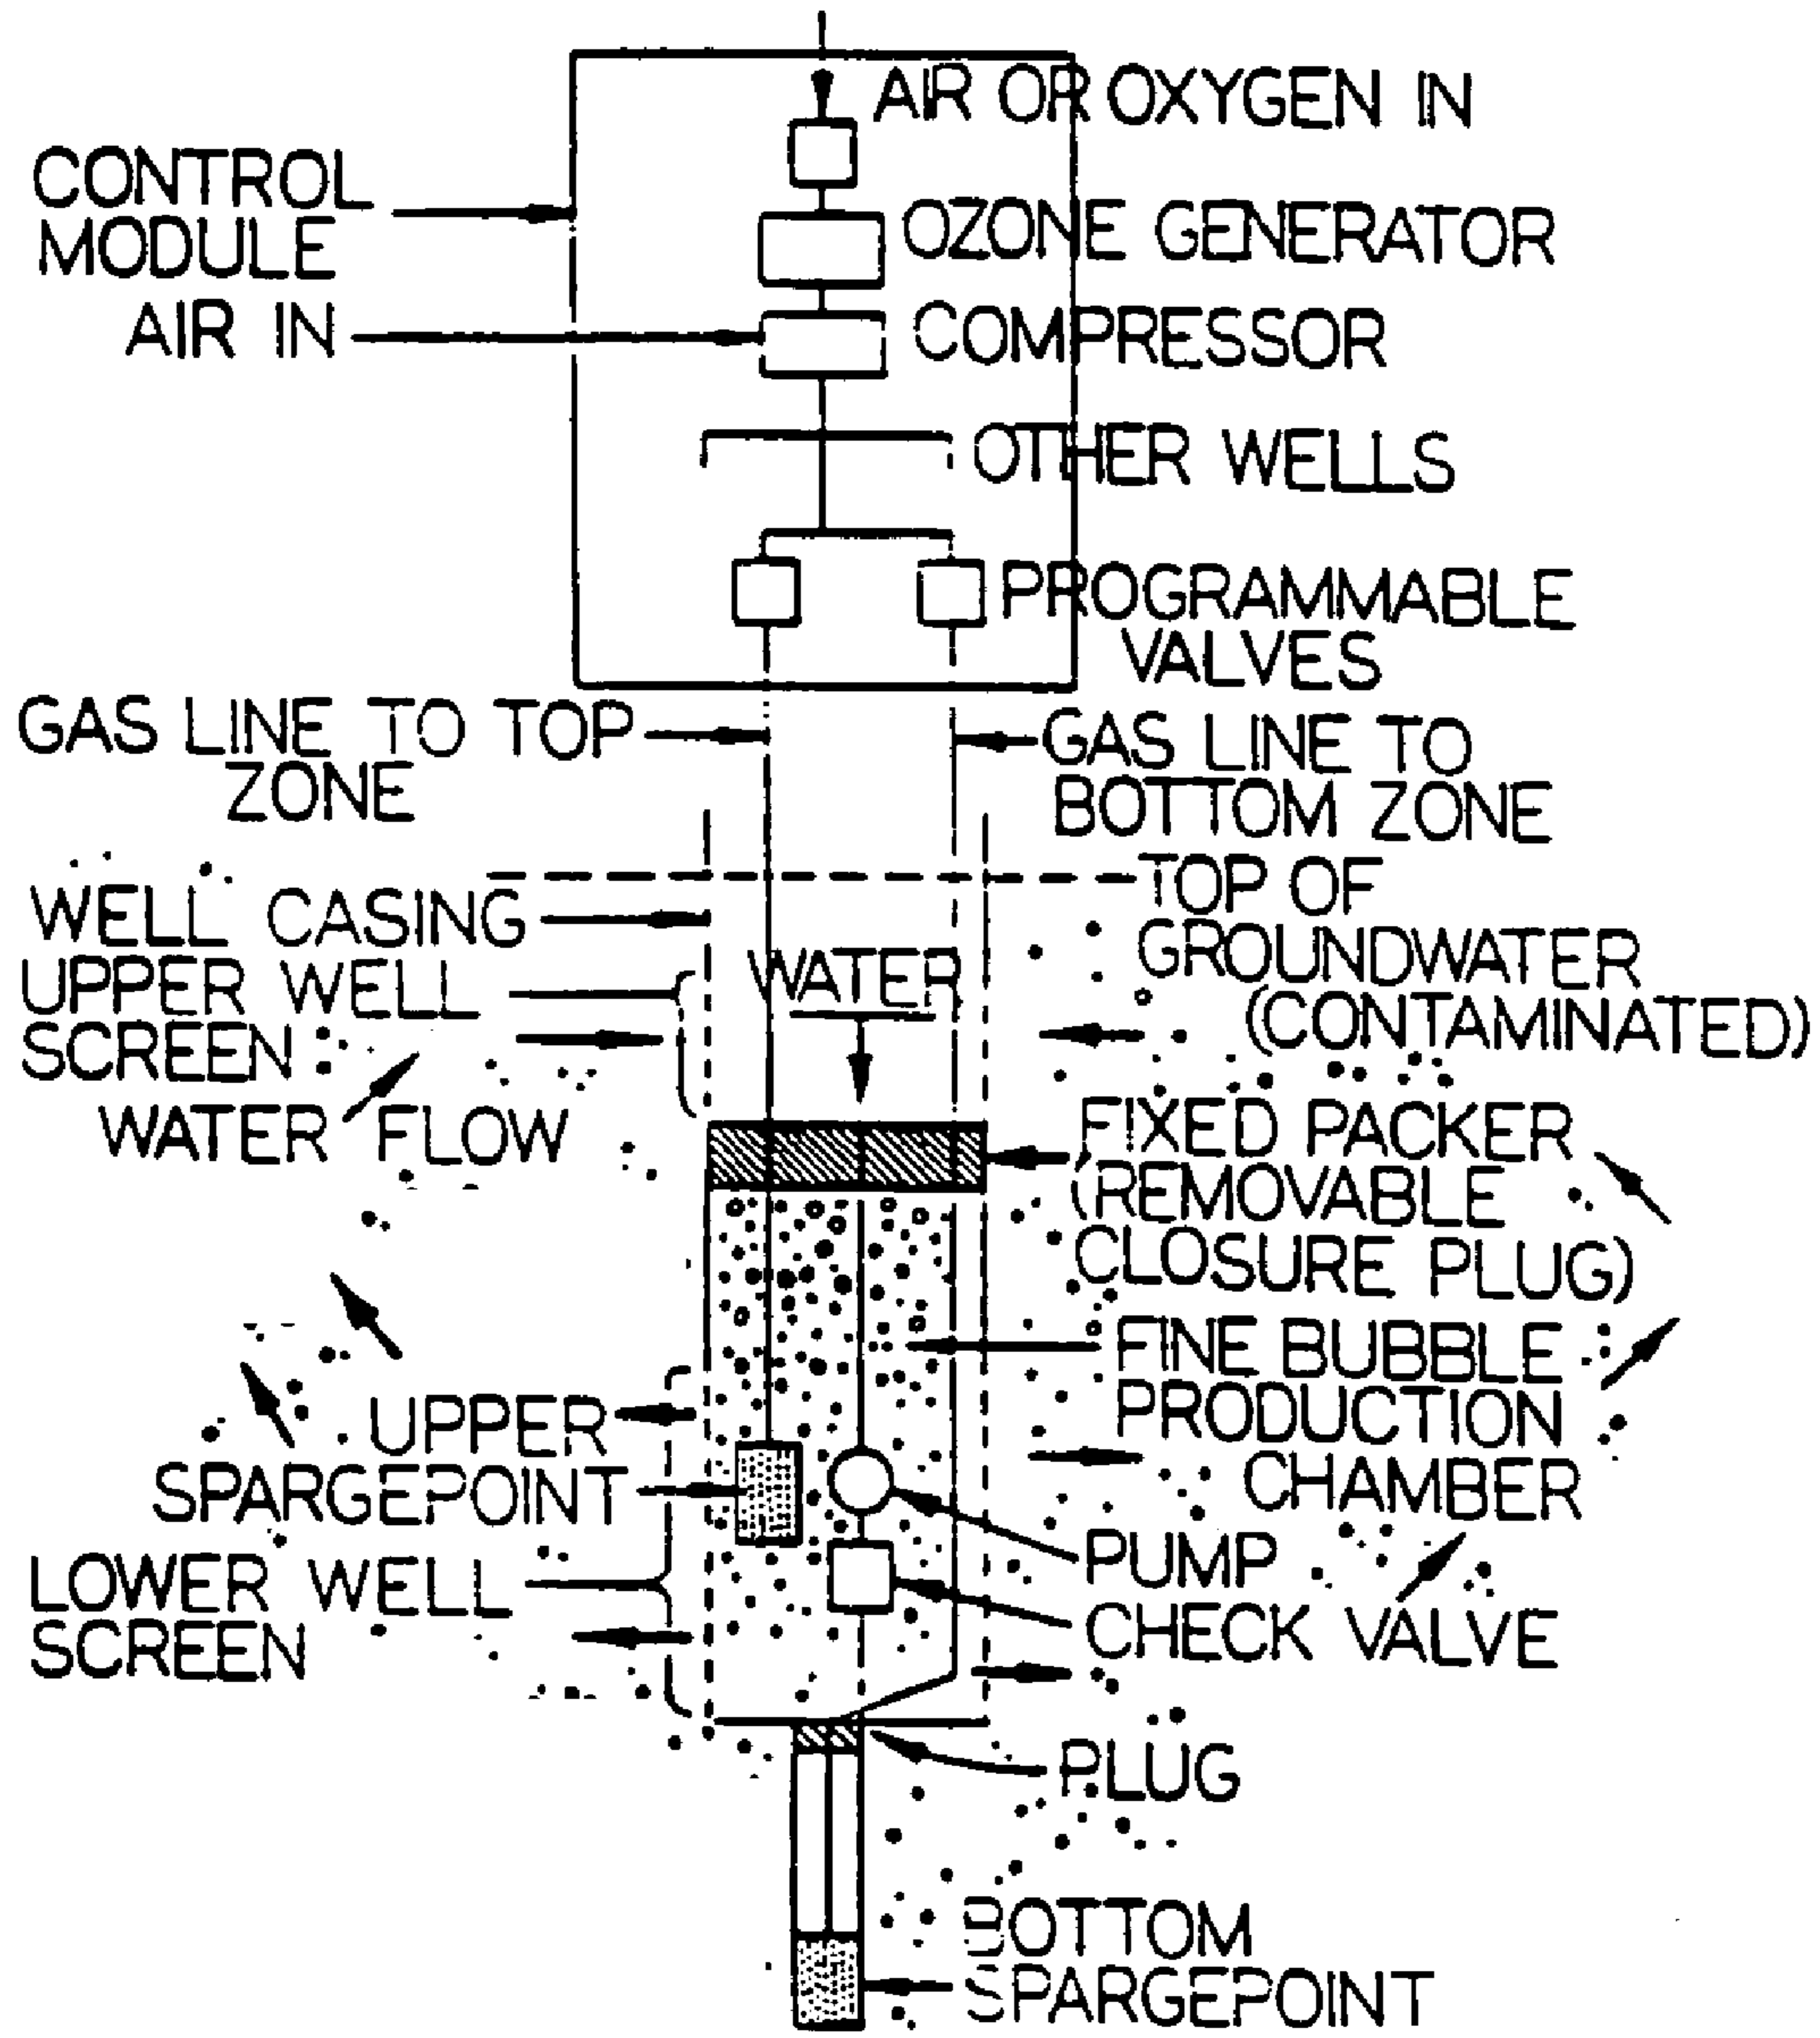 AIR OR OXYGEN IN
CONTROL
MODULE
OZONE GENERATOR
AIR IN
COMPRESSOR
OTHER WELLS
PROGRAMMABLE
VALVES
GAS LINE TO TOP
ZONE
GAS LINE TO
BOTTOM ZONE
TOP OF
GROUNDWATER
(CONTAMINATED)
WELL CASING
UPPER WELL
SCREEN
WATER
WATER FLOW
FIXED PACKER
(REMOVABLE
CLOSURE PLUG)
FINE BUBBLE
PRODUCTION
CHAMBER
UPPER
SPARGEPOINT
PUMP
LOWER WELL
SCREEN
CHECK VALVE
PLUG
BOTTOM
SPARGEPOINT